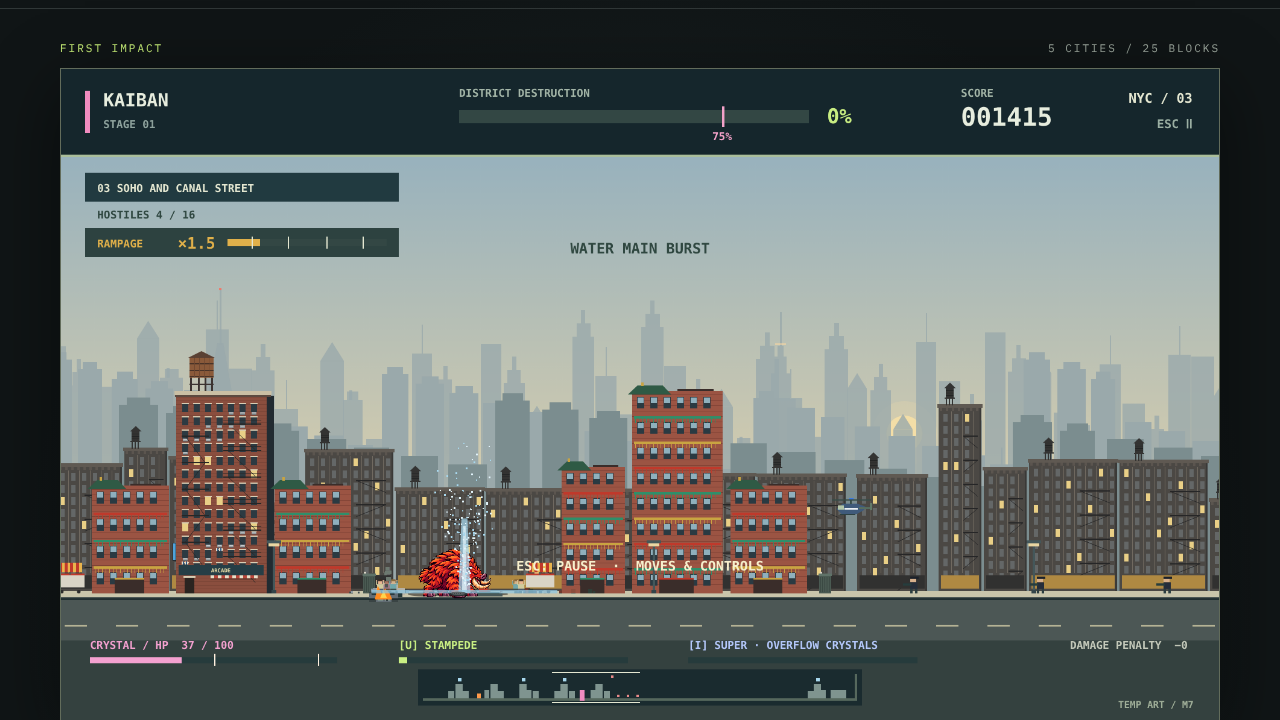 FIRST IMPACT
5 CITIES / 25 BLOCKS
KAIBAN
STAGE 01
DISTRICT DESTRUCTION
0%
75%
SCORE
001415
NYC / 03
ESC II
03 SOHO AND CANAL STREET
HOSTILES 4 / 16
RAMPAGE ×1.5
WATER MAIN BURST
ARCADE
ESC · PAUSE · MOVES & CONTROLS
CRYSTAL / HP 37 / 100
[U] STAMPEDE
[I] SUPER · OVERFLOW CRYSTALS
DAMAGE PENALTY −0
TEMP ART / M7